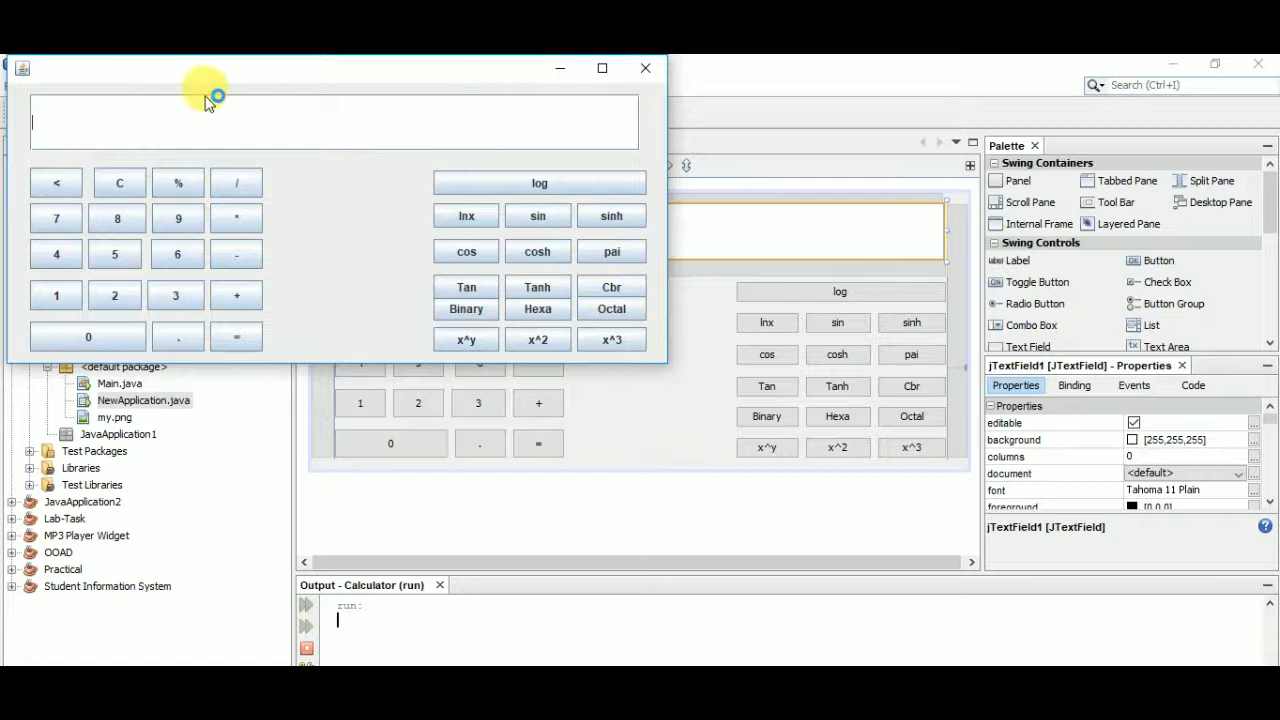 Search (Ctrl+I)
< C % /
7 8 9 *
4 5 6 -
1 2 3 +
0 . =
log
lnx sin sinh
cos cosh pai
Tan Tanh Cbr
Binary Hexa Octal
x^y x^2 x^3
log
lnx sin sinh
cos cosh pai
Tan Tanh Cbr
1 2 3 +
Binary Hexa Octal
0 . =
x^y x^2 x^3
<default package>
Main.java
NewApplication.java
my.png
JavaApplication1
Test Packages
Libraries
Test Libraries
JavaApplication2
Lab-Task
MP3 Player Widget
OOAD
Practical
Student Information System
Palette
Swing Containers
Panel Tabbed Pane Split Pane
Scroll Pane Tool Bar Desktop Pane
Internal Frame Layered Pane
Swing Controls
Label Button
Toggle Button Check Box
Radio Button Button Group
Combo Box List
Text Field Text Area
jTextField1 [JTextField] - Properties
Properties Binding Events Code
Properties
editable
background [255,255,255]
columns 0
document <default>
font Tahoma 11 Plain
foreground [0,0,0]
jTextField1 [JTextField]
Output - Calculator (run)
run: